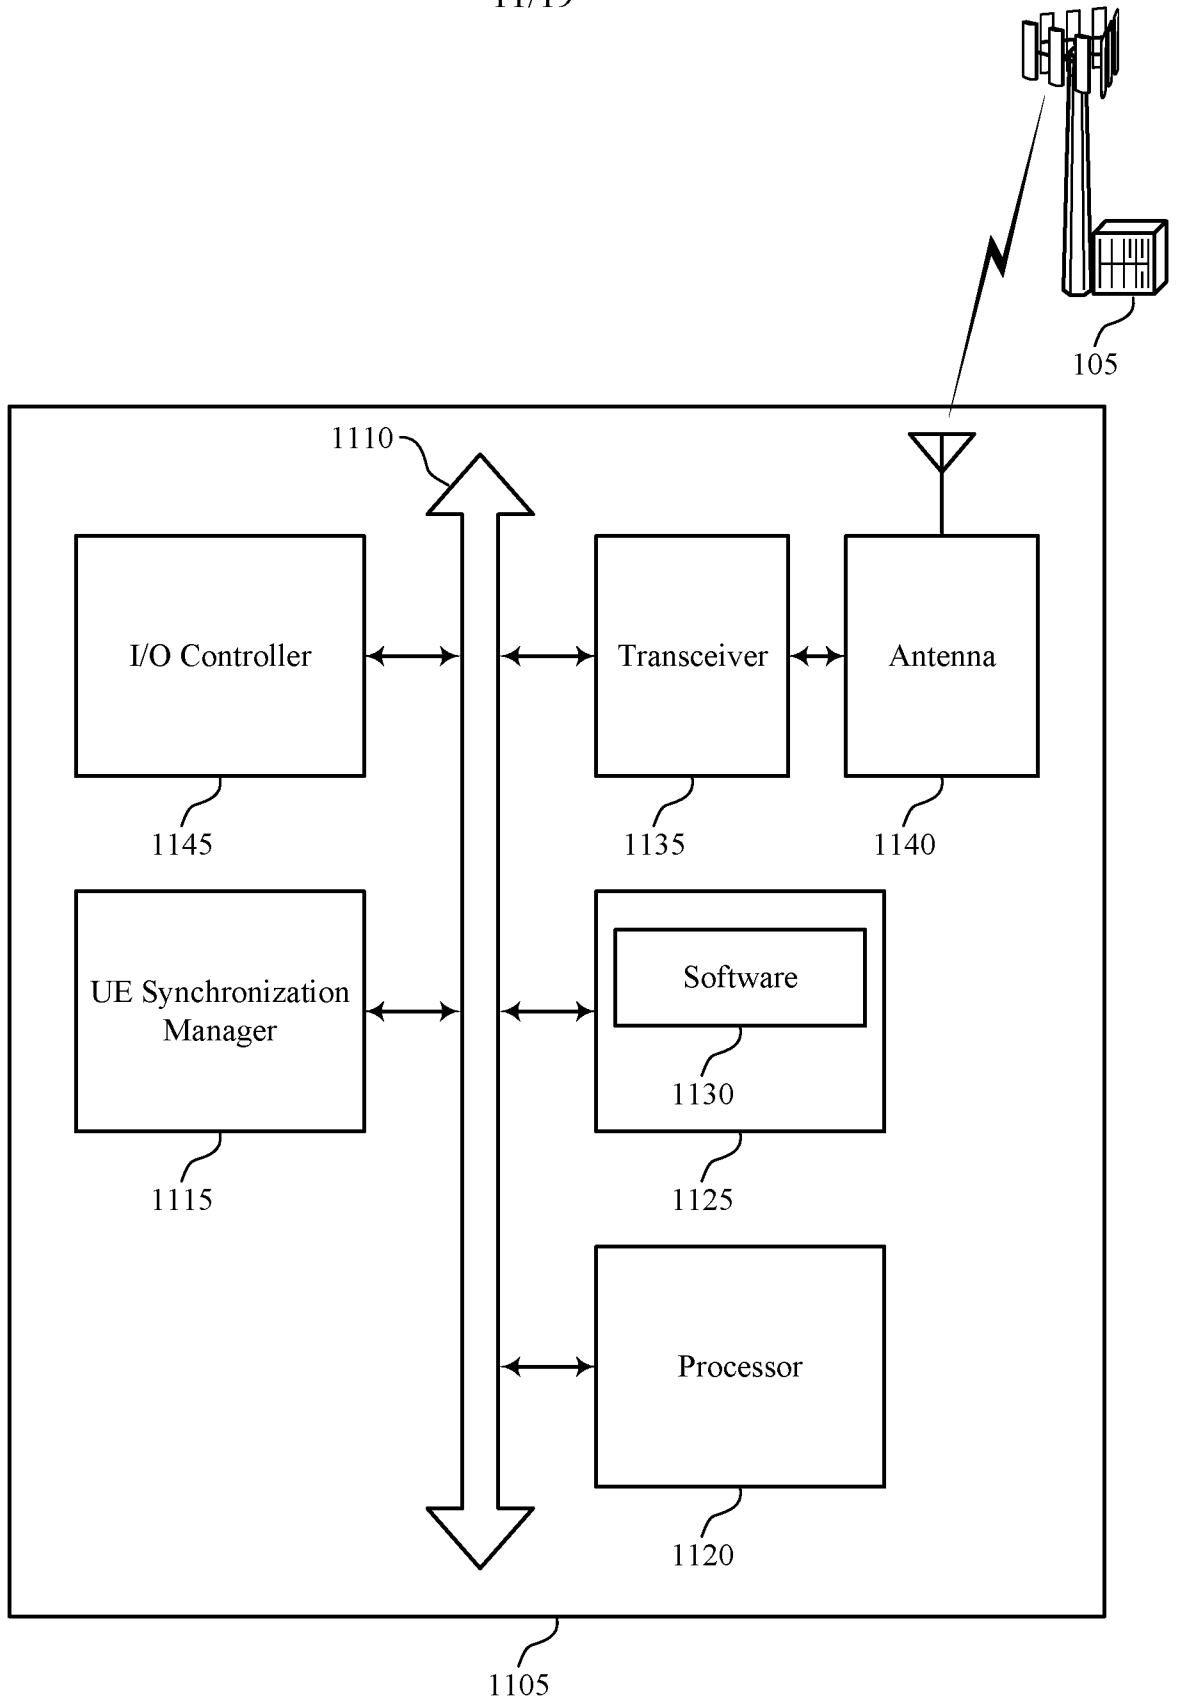 11/19
105
1110
I/O Controller
Transceiver
Antenna
1145
1135
1140
UE Synchronization
Manager
Software
1130
1115
1125
Processor
1120
1105